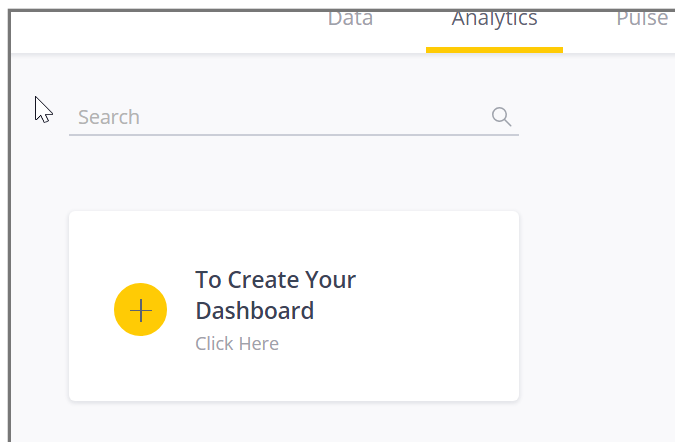 Data Analytics Pulse
Search
To Create Your
Dashboard
Click Here